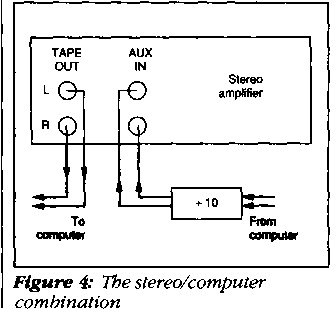 TAPE OUT
AUX IN
L
Stereo amplifier
R
÷ 10
To computer
From computer
Figure 4: The stereo/computer
combination